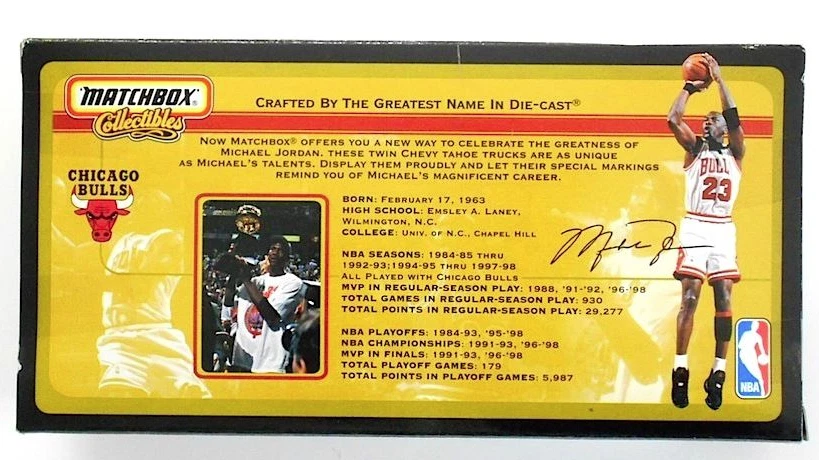 MATCHBOX®
Collectibles
CRAFTED BY THE GREATEST NAME IN DIE-CAST®
NOW MATCHBOX® OFFERS YOU A NEW WAY TO CELEBRATE THE GREATNESS OF
MICHAEL JORDAN. THESE TWIN CHEVY TAHOE TRUCKS ARE AS UNIQUE
AS MICHAEL'S TALENTS. DISPLAY THEM PROUDLY AND LET THEIR SPECIAL MARKINGS
REMIND YOU OF MICHAEL'S MAGNIFICENT CAREER.
CHICAGO
BULLS
BORN: FEBRUARY 17, 1963
HIGH SCHOOL: EMSLEY A. LANEY,
WILMINGTON, N.C.
COLLEGE: UNIV. OF N.C., CHAPEL HILL
NBA SEASONS: 1984-85 THRU
1992-93;1994-95 THRU 1997-98
ALL PLAYED WITH CHICAGO BULLS
MVP IN REGULAR-SEASON PLAY: 1988, '91-'92, '96-'98
TOTAL GAMES IN REGULAR-SEASON PLAY: 930
TOTAL POINTS IN REGULAR-SEASON PLAY: 29,277
NBA PLAYOFFS: 1984-93, '95-'98
NBA CHAMPIONSHIPS: 1991-93, '96-'98
MVP IN FINALS: 1991-93, '96-'98
TOTAL PLAYOFF GAMES: 179
TOTAL POINTS IN PLAYOFF GAMES: 5,987
BULL
23
NBA